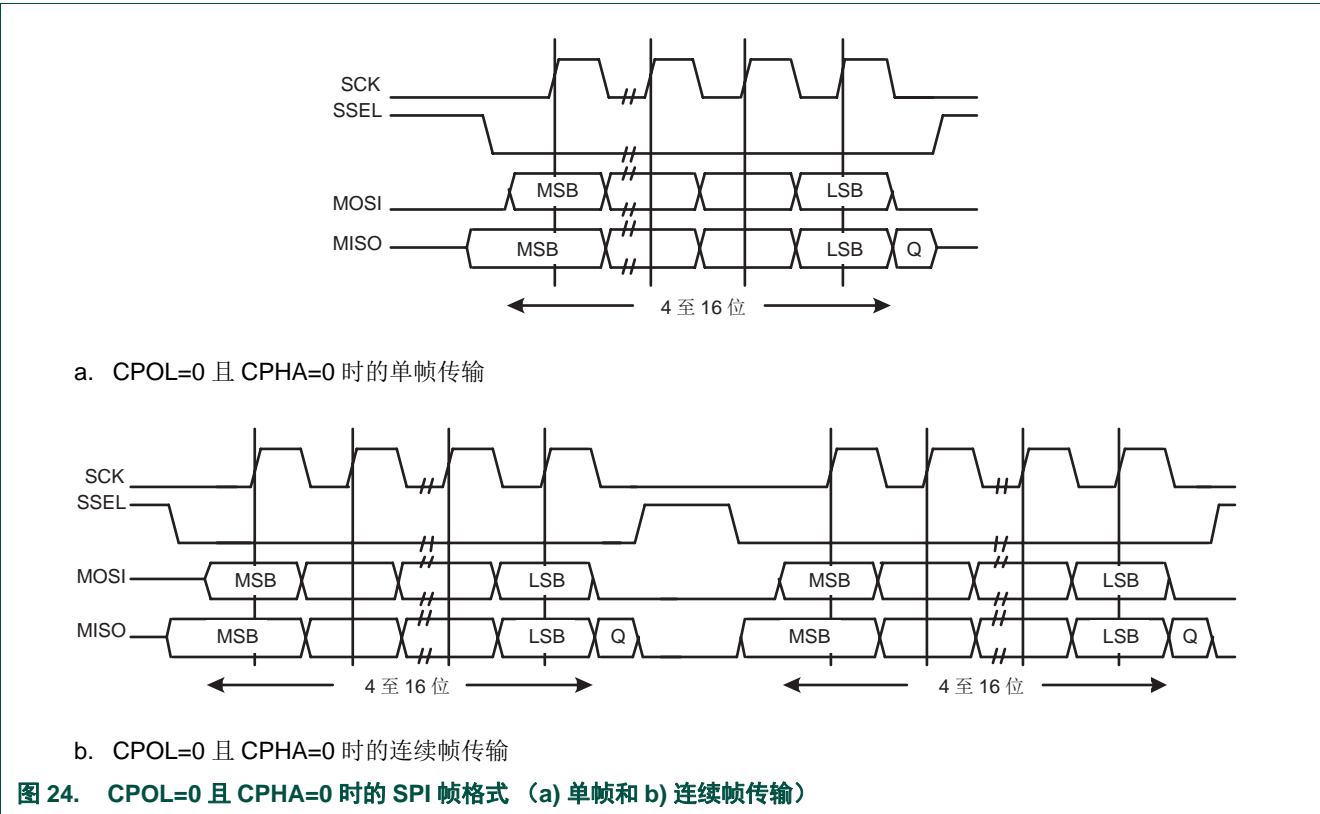 SCK
SSEL
MOSI MSB LSB
MISO MSB LSB Q
4 至 16 位
a. CPOL=0 且 CPHA=0 时的单帧传输
SCK
SSEL
MOSI MSB LSB MSB LSB
MISO MSB LSB Q MSB LSB Q
4 至 16 位 4 至 16 位
b. CPOL=0 且 CPHA=0 时的连续帧传输
图 24. CPOL=0 且 CPHA=0 时的 SPI 帧格式 （a) 单帧和 b) 连续帧传输）